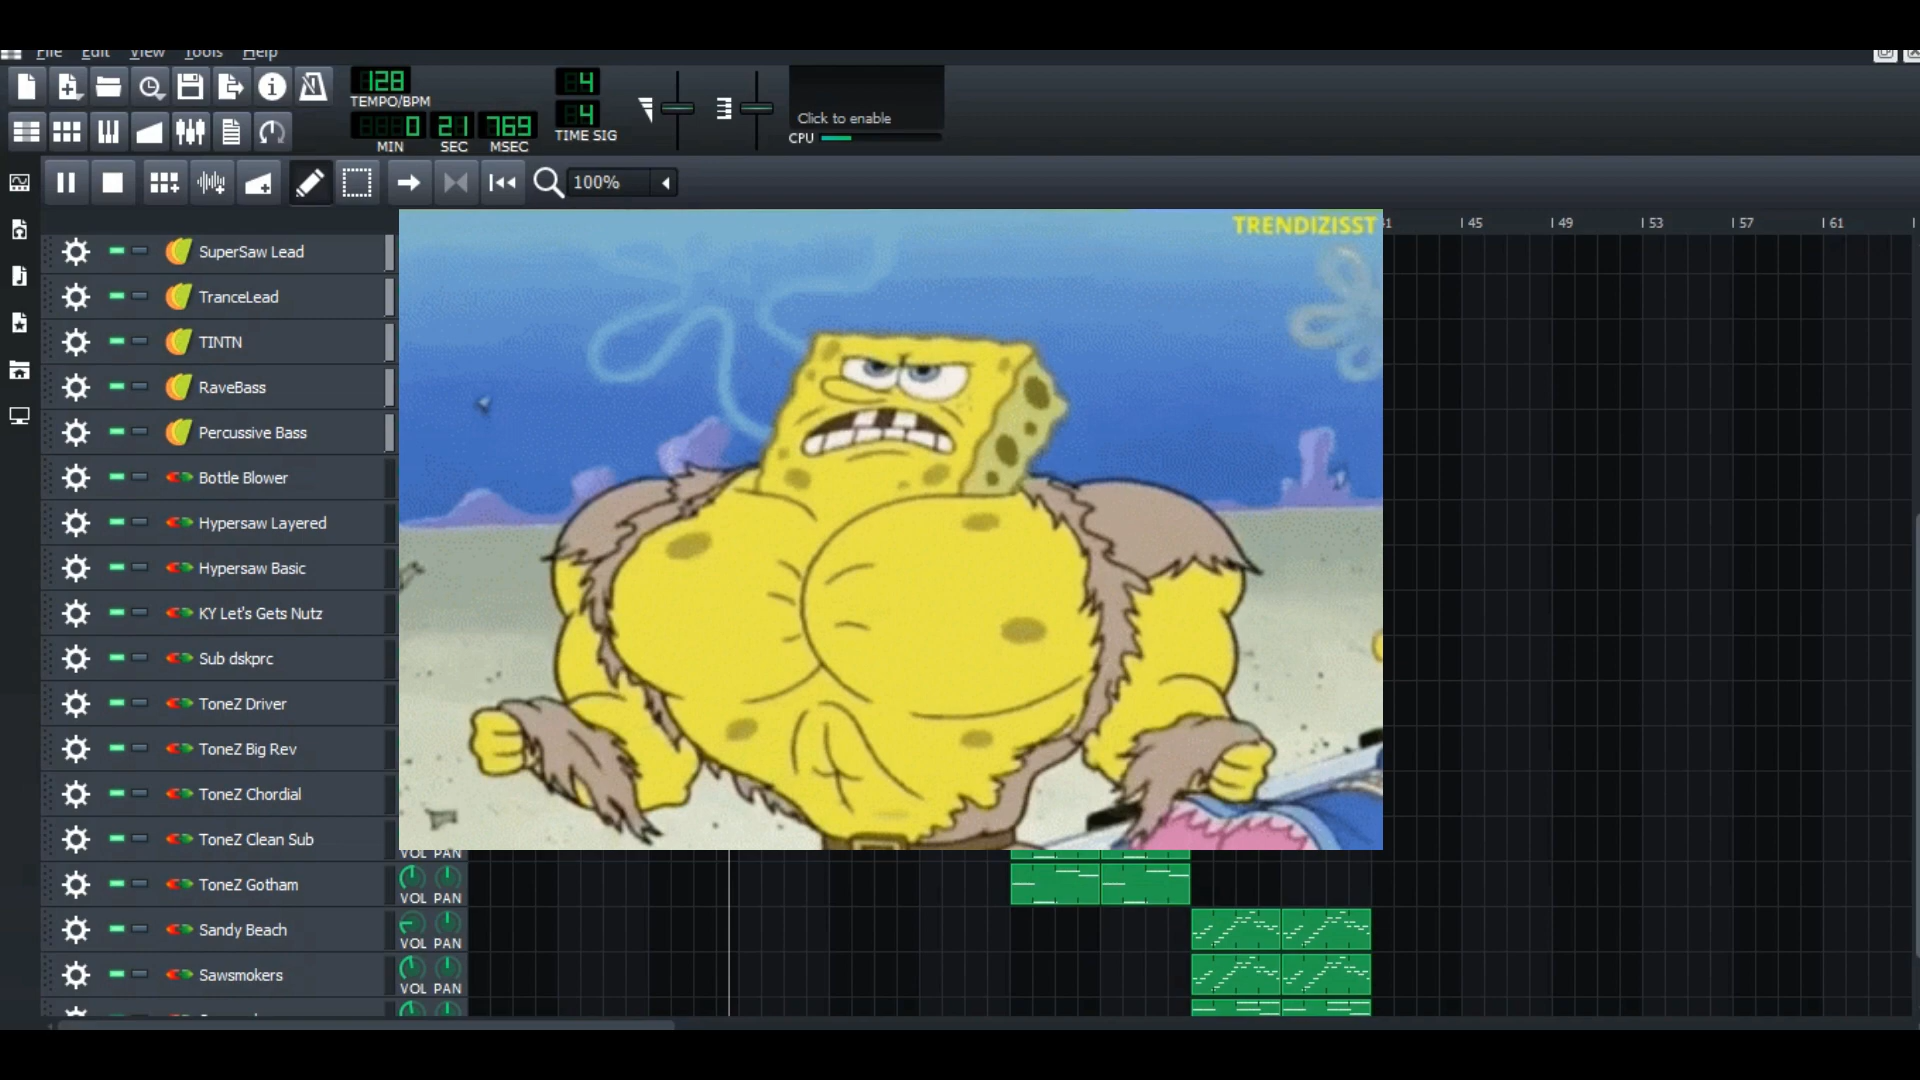 File Edit View Tools Help
128
TEMPO/BPM
4
4
TIME SIG
0 21 769
MIN SEC MSEC
Click to enable
CPU
100%
TRENDIZISST
45 49 53 57 61
SuperSaw Lead
TranceLead
TINTN
RaveBass
Percussive Bass
Bottle Blower
Hypersaw Layered
Hypersaw Basic
KY Let's Gets Nutz
Sub dskprc
ToneZ Driver
ToneZ Big Rev
ToneZ Chordial
ToneZ Clean Sub
VOL PAN
ToneZ Gotham
VOL PAN
Sandy Beach
VOL PAN
Sawsmokers
VOL PAN